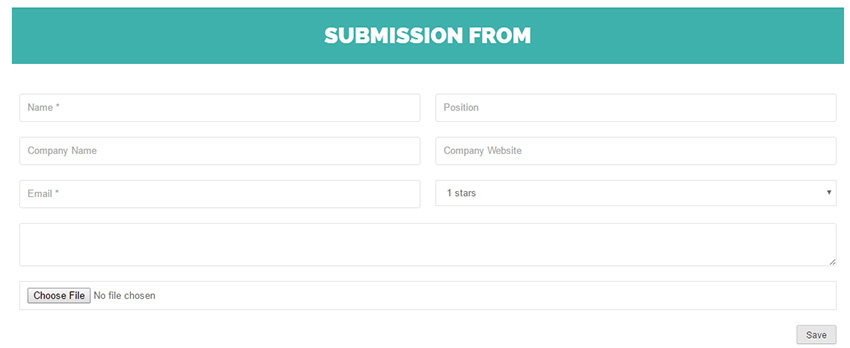 SUBMISSION FROM
Name * Position
Company Name Company Website
Email * 1 stars
Choose File No file chosen
Save